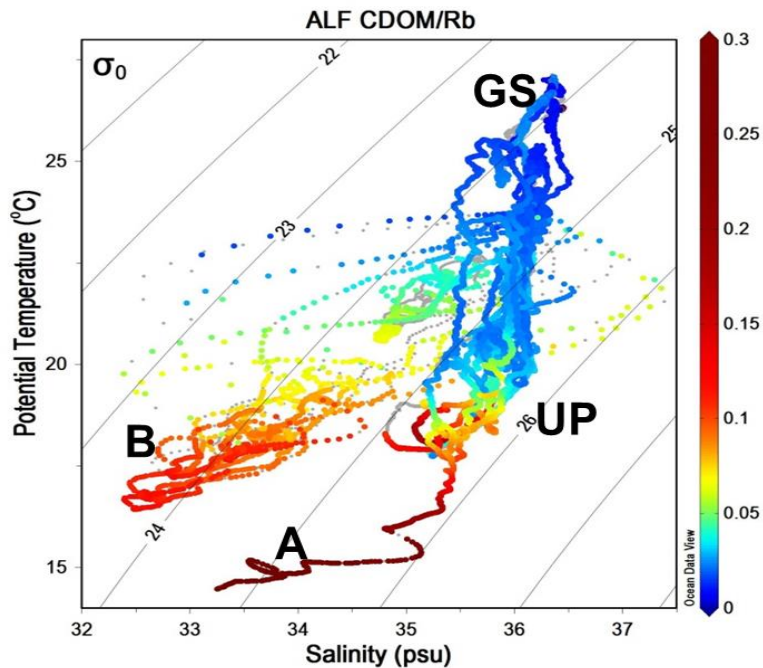 ALF CDOM/Rb
σ₀
22
GS
0.3
25
25
0.25
Potential Temperature (⁰C)
23
0.2
20
0.15
B
UP
26
0.1
24
A
0.05
15
Ocean Data View
0
32
33
34
35
36
37
Salinity (psu)